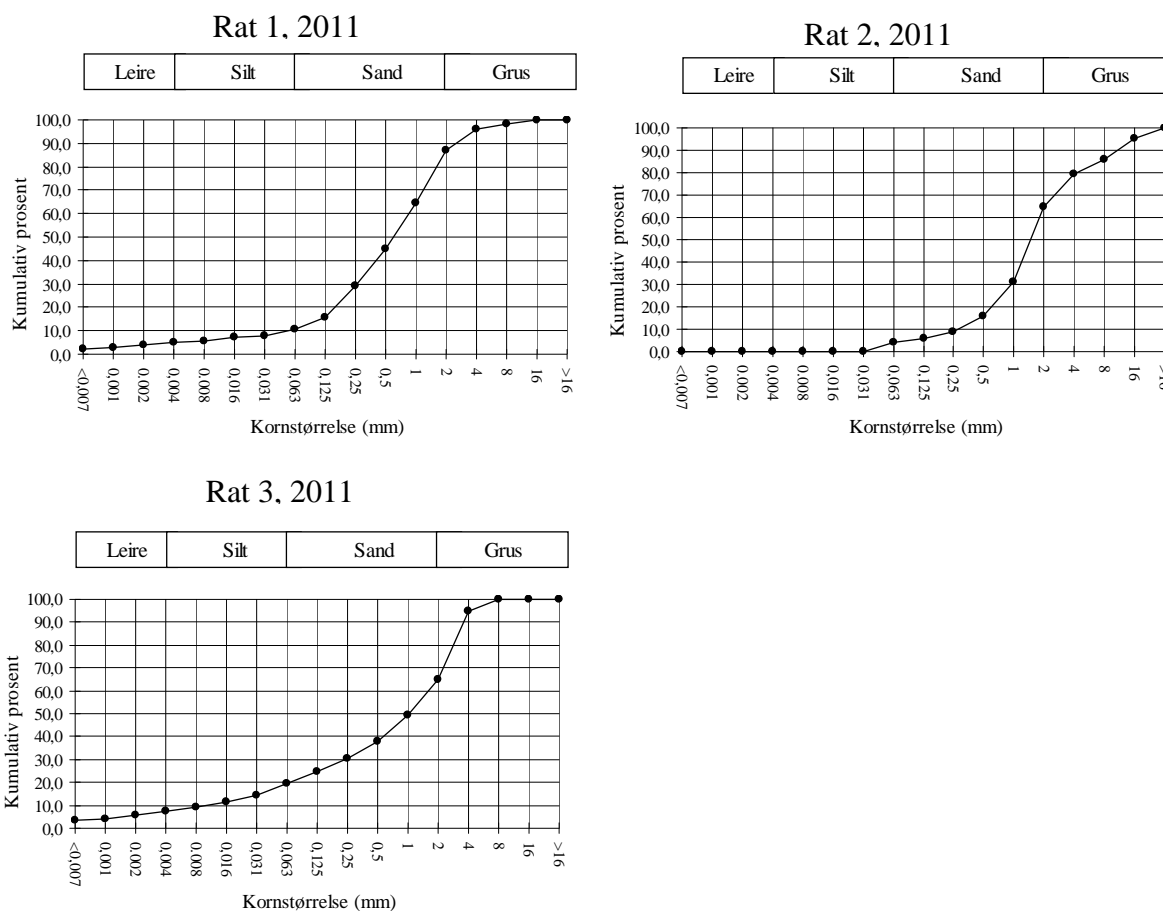 Rat 1, 2011
Leire Silt Sand Grus
100,0
90,0
80,0
70,0
60,0
50,0
40,0
30,0
20,0
10,0
0,0
Kumulativ prosent
<0,007 0,001 0,002 0,004 0,008 0,016 0,031 0,063 0,125 0,25 0,5 1 2 4 8 16 >16
Kornstørrelse (mm)
Rat 2, 2011
Leire Silt Sand Grus
100,0
90,0
80,0
70,0
60,0
50,0
40,0
30,0
20,0
10,0
0,0
Kumulativ prosent
<0,007 0,001 0,002 0,004 0,008 0,016 0,031 0,063 0,125 0,25 0,5 1 2 4 8 16 >16
Kornstørrelse (mm)
Rat 3, 2011
Leire Silt Sand Grus
100,0
90,0
80,0
70,0
60,0
50,0
40,0
30,0
20,0
10,0
0,0
Kumulativ prosent
<0,007 0,001 0,002 0,004 0.008 0,016 0,031 0,063 0,125 0,25 0,5 1 2 4 8 16 >16
Kornstørrelse (mm)